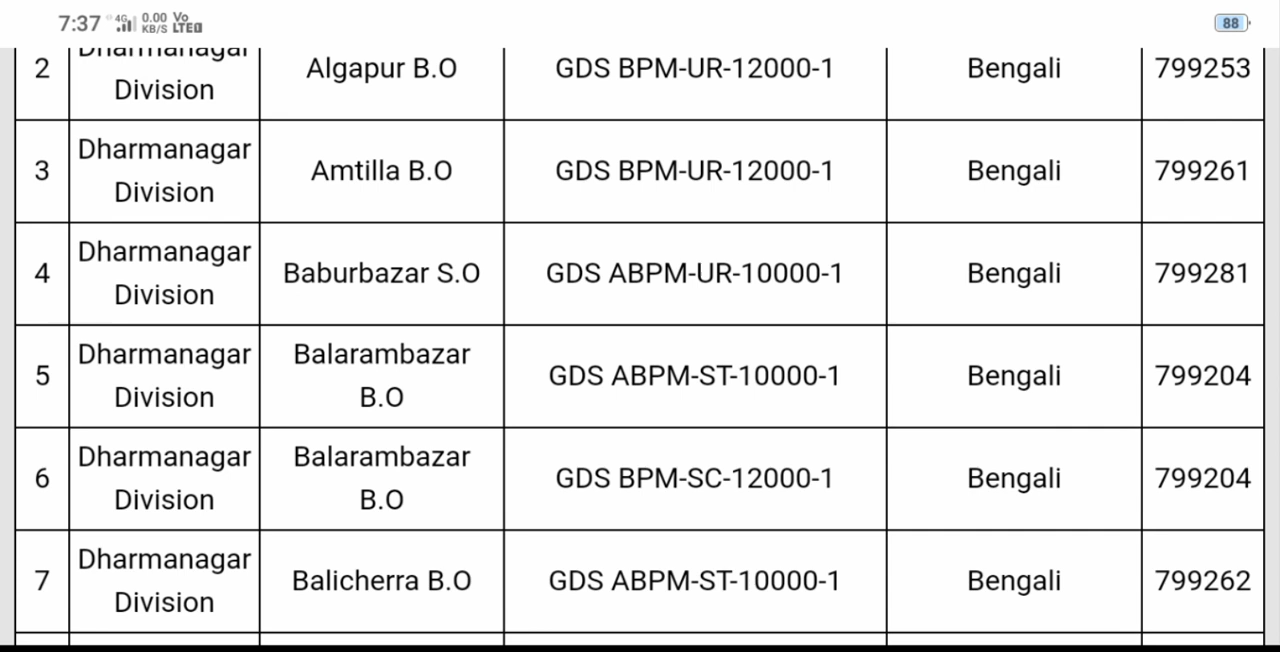 7:37 4G 0.00 KB/S Vo LTE 88
2 Dharmanagar Division Algapur B.O GDS BPM-UR-12000-1 Bengali 799253
3 Dharmanagar Division Amtilla B.O GDS BPM-UR-12000-1 Bengali 799261
4 Dharmanagar Division Baburbazar S.O GDS ABPM-UR-10000-1 Bengali 799281
5 Dharmanagar Division Balarambazar B.O GDS ABPM-ST-10000-1 Bengali 799204
6 Dharmanagar Division Balarambazar B.O GDS BPM-SC-12000-1 Bengali 799204
7 Dharmanagar Division Balicherra B.O GDS ABPM-ST-10000-1 Bengali 799262